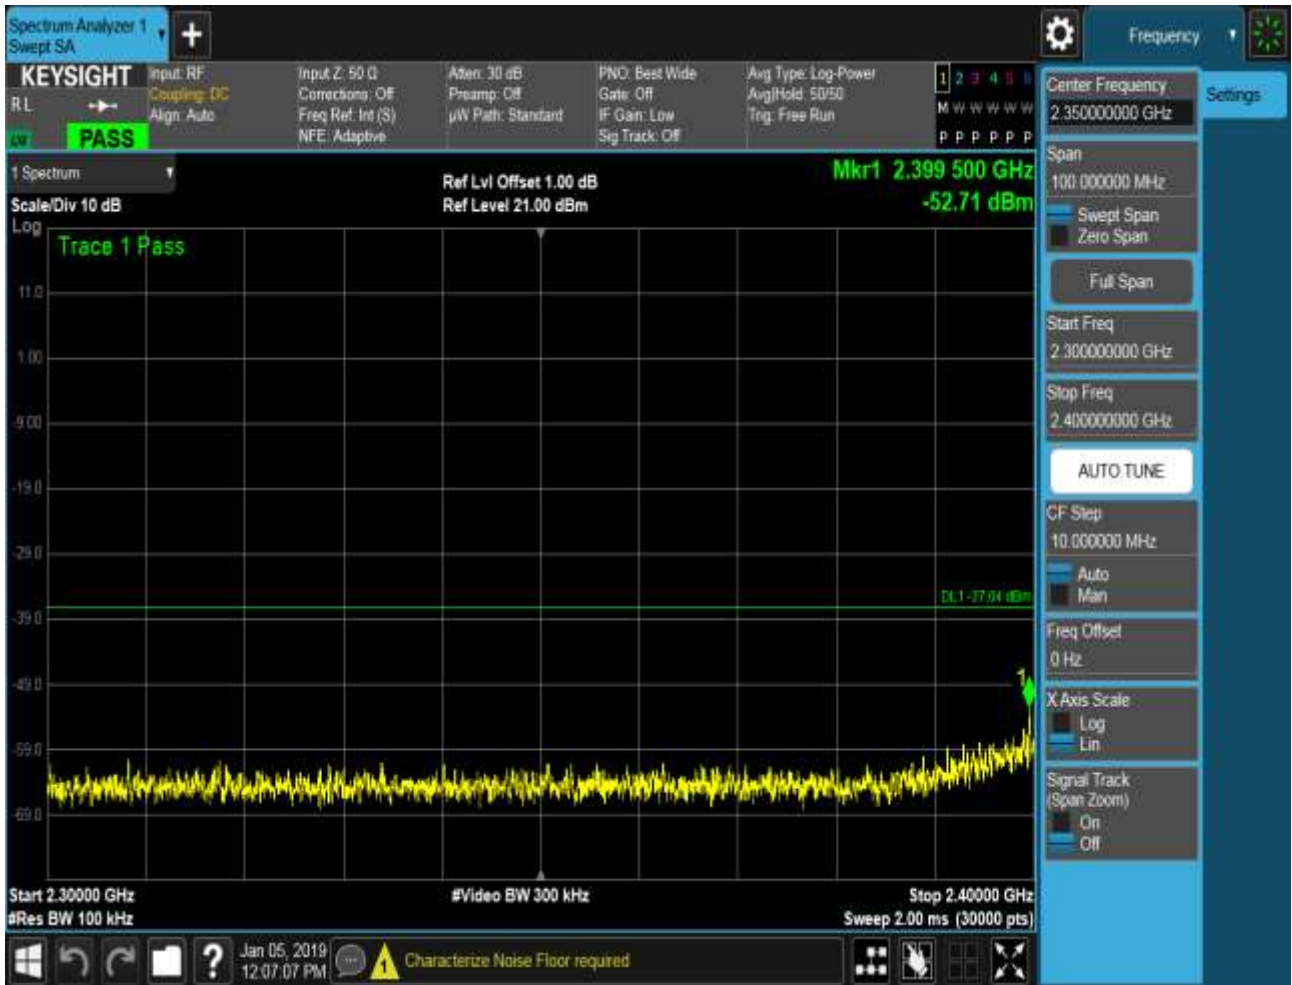 Spectrum Analyzer 1
Swept SA
Frequency
KEYSIGHT
RL
PASS
Input: RF
Coupling: DC
Align: Auto
Input Z: 50 Ω
Corrections: Off
Freq Ref: Int (S)
NFE: Adaptive
Atten: 30 dB
Preamp: Off
µW Path: Standard
PNO: Best Wide
Gate: Off
IF Gain: Low
Sig Track: Off
Avg Type: Log-Power
Avg|Hold: 50/50
Trig: Free Run
1 2 3 4 5 6
M W W W W W
P P P P P P
Settings
Center Frequency
2.350000000 GHz
Span
100.000000 MHz
Swept Span
Zero Span
Full Span
Start Freq
2.300000000 GHz
Stop Freq
2.400000000 GHz
AUTO TUNE
CF Step
10.000000 MHz
Auto
Man
Freq Offset
0 Hz
X Axis Scale
Log
Lin
Signal Track
(Span Zoom)
On
Off
1 Spectrum
Scale/Div 10 dB
Ref Lvl Offset 1.00 dB
Ref Level 21.00 dBm
Mkr1 2.399 500 GHz
-52.71 dBm
Log
Trace 1 Pass
11.0
1.00
-9.00
-19.0
-29.0
DL1 -37.04 dBm
-39.0
-49.0
1
-59.0
-69.0
Start 2.30000 GHz
#Video BW 300 kHz
Stop 2.40000 GHz
#Res BW 100 kHz
Sweep 2.00 ms (30000 pts)
?
Jan 05, 2019
12:07:07 PM
1
Characterize Noise Floor required